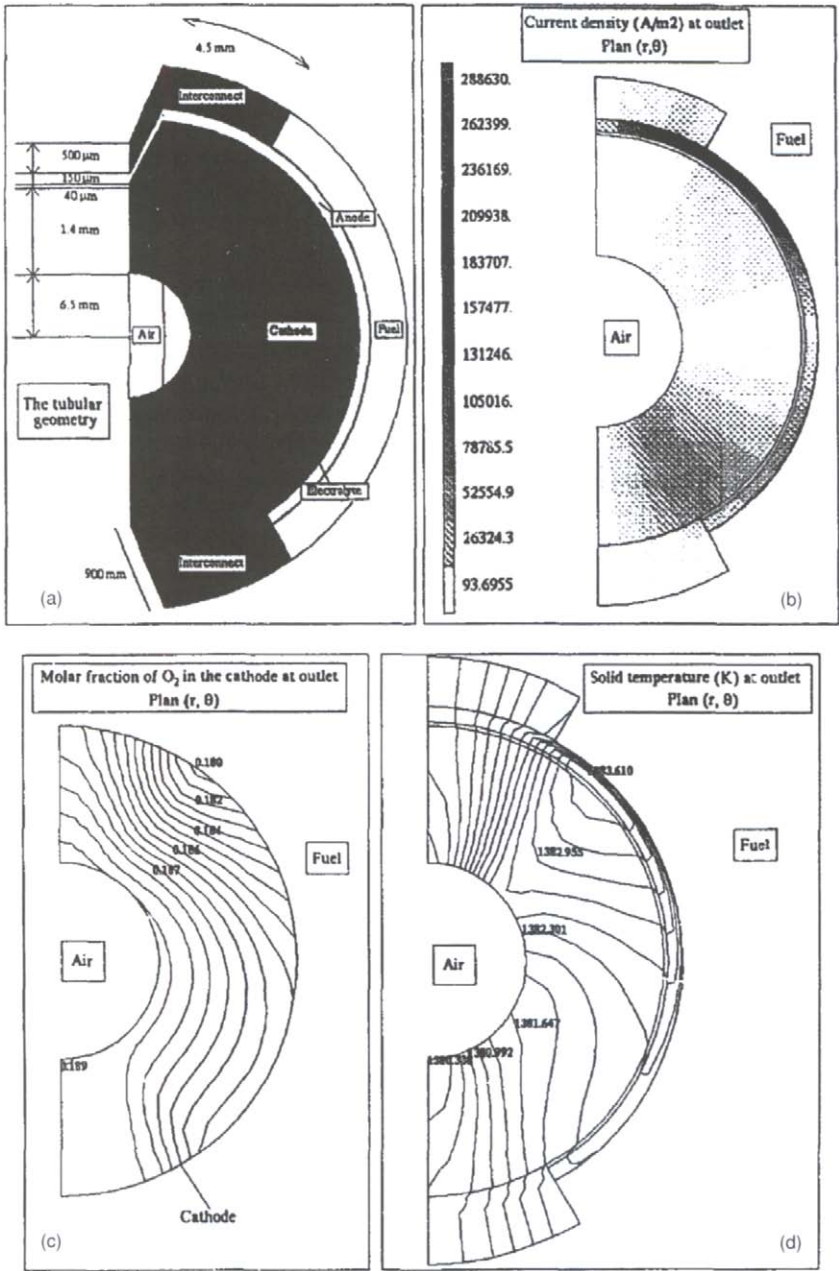 4.5 mm
Interconnect
500 µm
150 µm
40 µm
1.4 mm
Anode
6.5 mm
Air
Cathode
Fuel
The tubular
geometry
Electrolyte
Interconnect
900 mm
(a)
Current density (A/m2) at outlet
Plan (r,θ)
288630.
262399.
236169.
209938.
183707.
157477.
131246.
105016.
78785.5
52554.9
26324.3
93.6955
Fuel
Air
(b)
Molar fraction of O2 in the cathode at outlet
Plan (r, θ)
0.180
0.182
0.184
0.186
0.187
Fuel
Air
0.189
Cathode
(c)
Solid temperature (K) at outlet
Plan (r, θ)
1383.610
1382.955
Fuel
1382.301
Air
1381.647
1380.992
1380.338
(d)